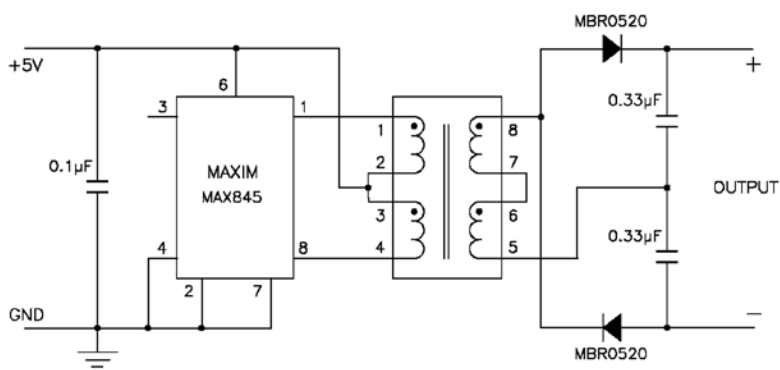 MBR0520
+5V
6
+
3
1
1
8
0.33µF
0.1µF
MAXIM
MAX845
2
7
OUTPUT
3
6
4
8
4
5
0.33µF
2
7
GND
−
MBR0520